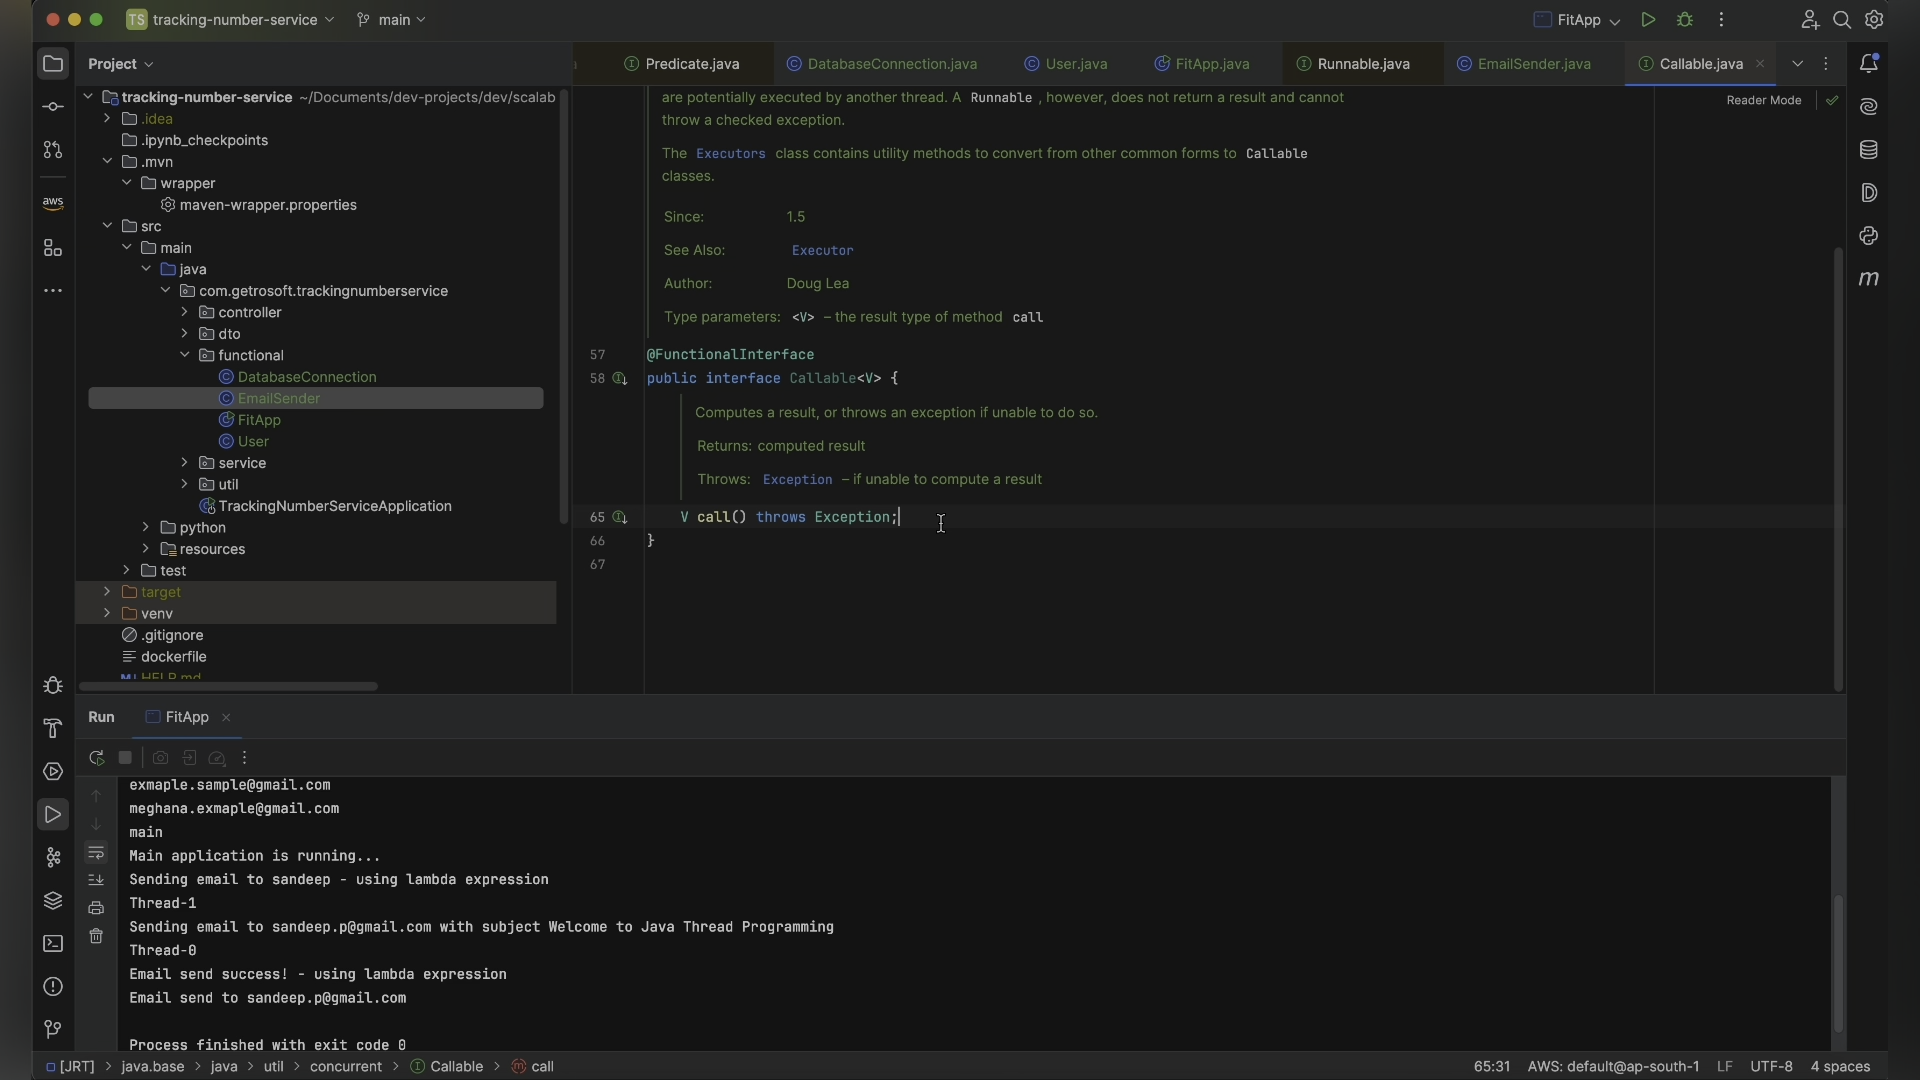 TS tracking-number-service main FitApp
Project
Predicate.java DatabaseConnection.java User.java FitApp.java Runnable.java EmailSender.java Callable.java
tracking-number-service ~/Documents/dev-projects/dev/scalab
.idea
.ipynb_checkpoints
.mvn
wrapper
maven-wrapper.properties
src
main
java
com.getrosoft.trackingnumberservice
controller
dto
functional
DatabaseConnection
EmailSender
FitApp
User
service
util
TrackingNumberServiceApplication
python
resources
test
target
venv
.gitignore
dockerfile
HELP.md
aws
Reader Mode
are potentially executed by another thread. A Runnable , however, does not return a result and cannot
throw a checked exception.
The Executors class contains utility methods to convert from other common forms to Callable
classes.
Since: 1.5
See Also: Executor
Author: Doug Lea
Type parameters: <V> – the result type of method call
57 @FunctionalInterface
58 public interface Callable<V> {
Computes a result, or throws an exception if unable to do so.
Returns: computed result
Throws: Exception – if unable to compute a result
65 V call() throws Exception;
66 }
67
Run FitApp
exmaple.sample@gmail.com
meghana.exmaple@gmail.com
main
Main application is running...
Sending email to sandeep - using lambda expression
Thread-1
Sending email to sandeep.p@gmail.com with subject Welcome to Java Thread Programming
Thread-0
Email send success! - using lambda expression
Email send to sandeep.p@gmail.com
Process finished with exit code 0
[JRT] > java.base > java > util > concurrent > Callable > call
65:31 AWS: default@ap-south-1 LF UTF-8 4 spaces